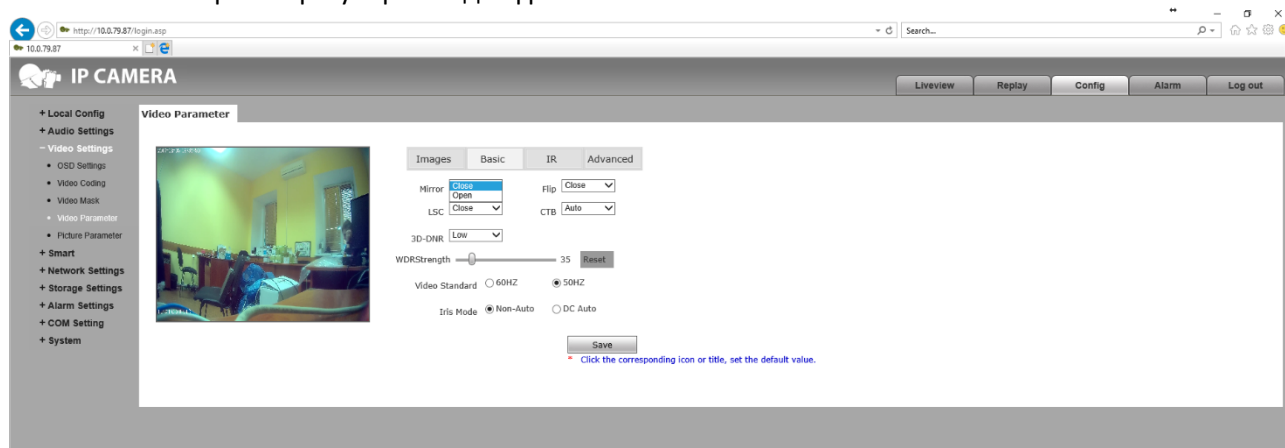 http://10.0.79.87/login.asp
Search...
10.0.79.87
IP CAMERA
Liveview Replay Config Alarm Log out
+ Local Config
Video Parameter
+ Audio Settings
− Video Settings
• OSD Settings
• Video Coding
• Video Mask
• Video Parameter
• Picture Parameter
+ Smart
+ Network Settings
+ Storage Settings
+ Alarm Settings
+ COM Setting
+ System
Images Basic IR Advanced
Mirror Close Flip Close
Open
LSC Close CTB Auto
3D-DNR Low
WDRStrength 35 Reset
Video Standard 60HZ 50HZ
Iris Mode Non-Auto DC Auto
Save
* Click the corresponding icon or title, set the default value.